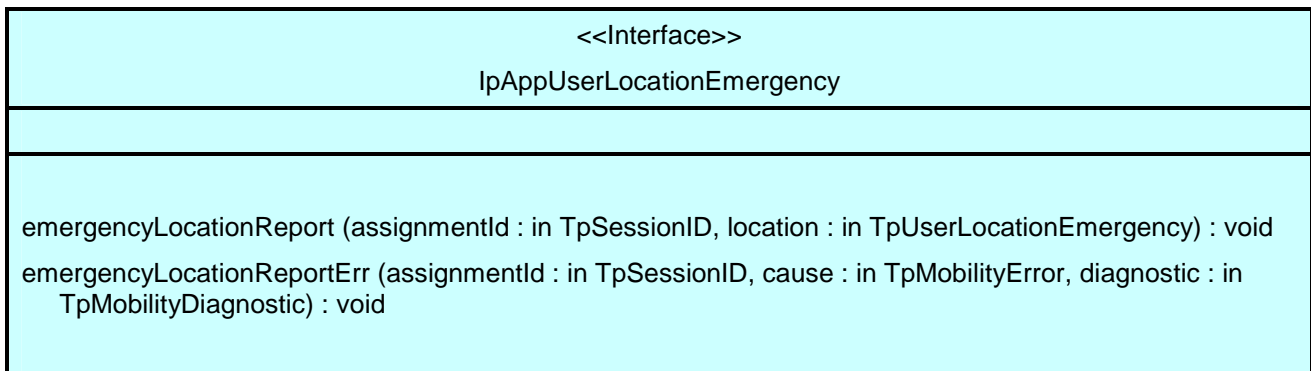 <<Interface>>
IpAppUserLocationEmergency
emergencyLocationReport (assignmentId : in TpSessionID, location : in TpUserLocationEmergency) : void
emergencyLocationReportErr (assignmentId : in TpSessionID, cause : in TpMobilityError, diagnostic : in
TpMobilityDiagnostic) : void